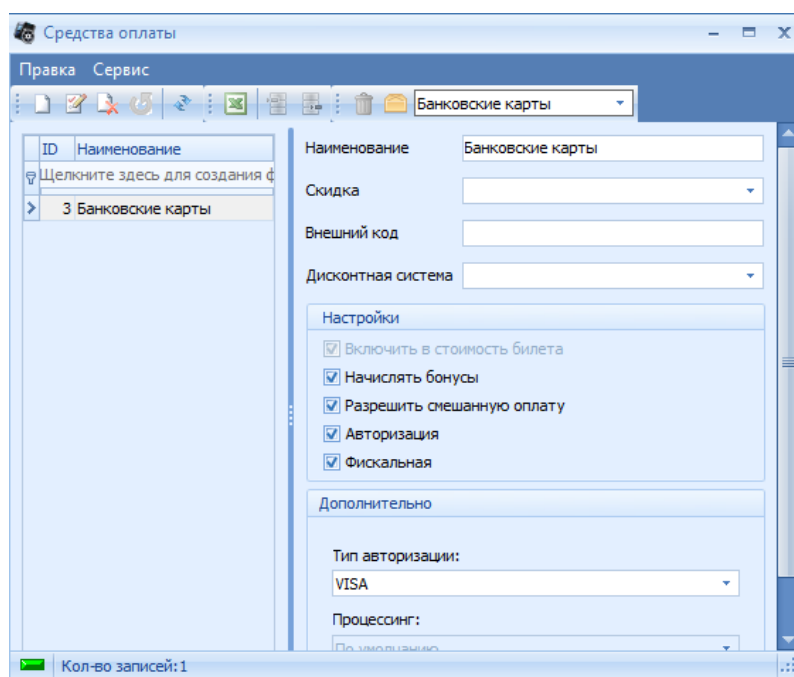 Средства оплаты
Правка Сервис
Банковские карты
ID Наименование
Щелкните здесь для создания ф
3 Банковские карты
Наименование Банковские карты
Скидка
Внешний код
Дисконтная система
Настройки
Включить в стоимость билета
Начислять бонусы
Разрешить смешанную оплату
Авторизация
Фискальная
Дополнительно
Тип авторизации:
VISA
Процессинг:
По умолчанию
Кол-во записей:1